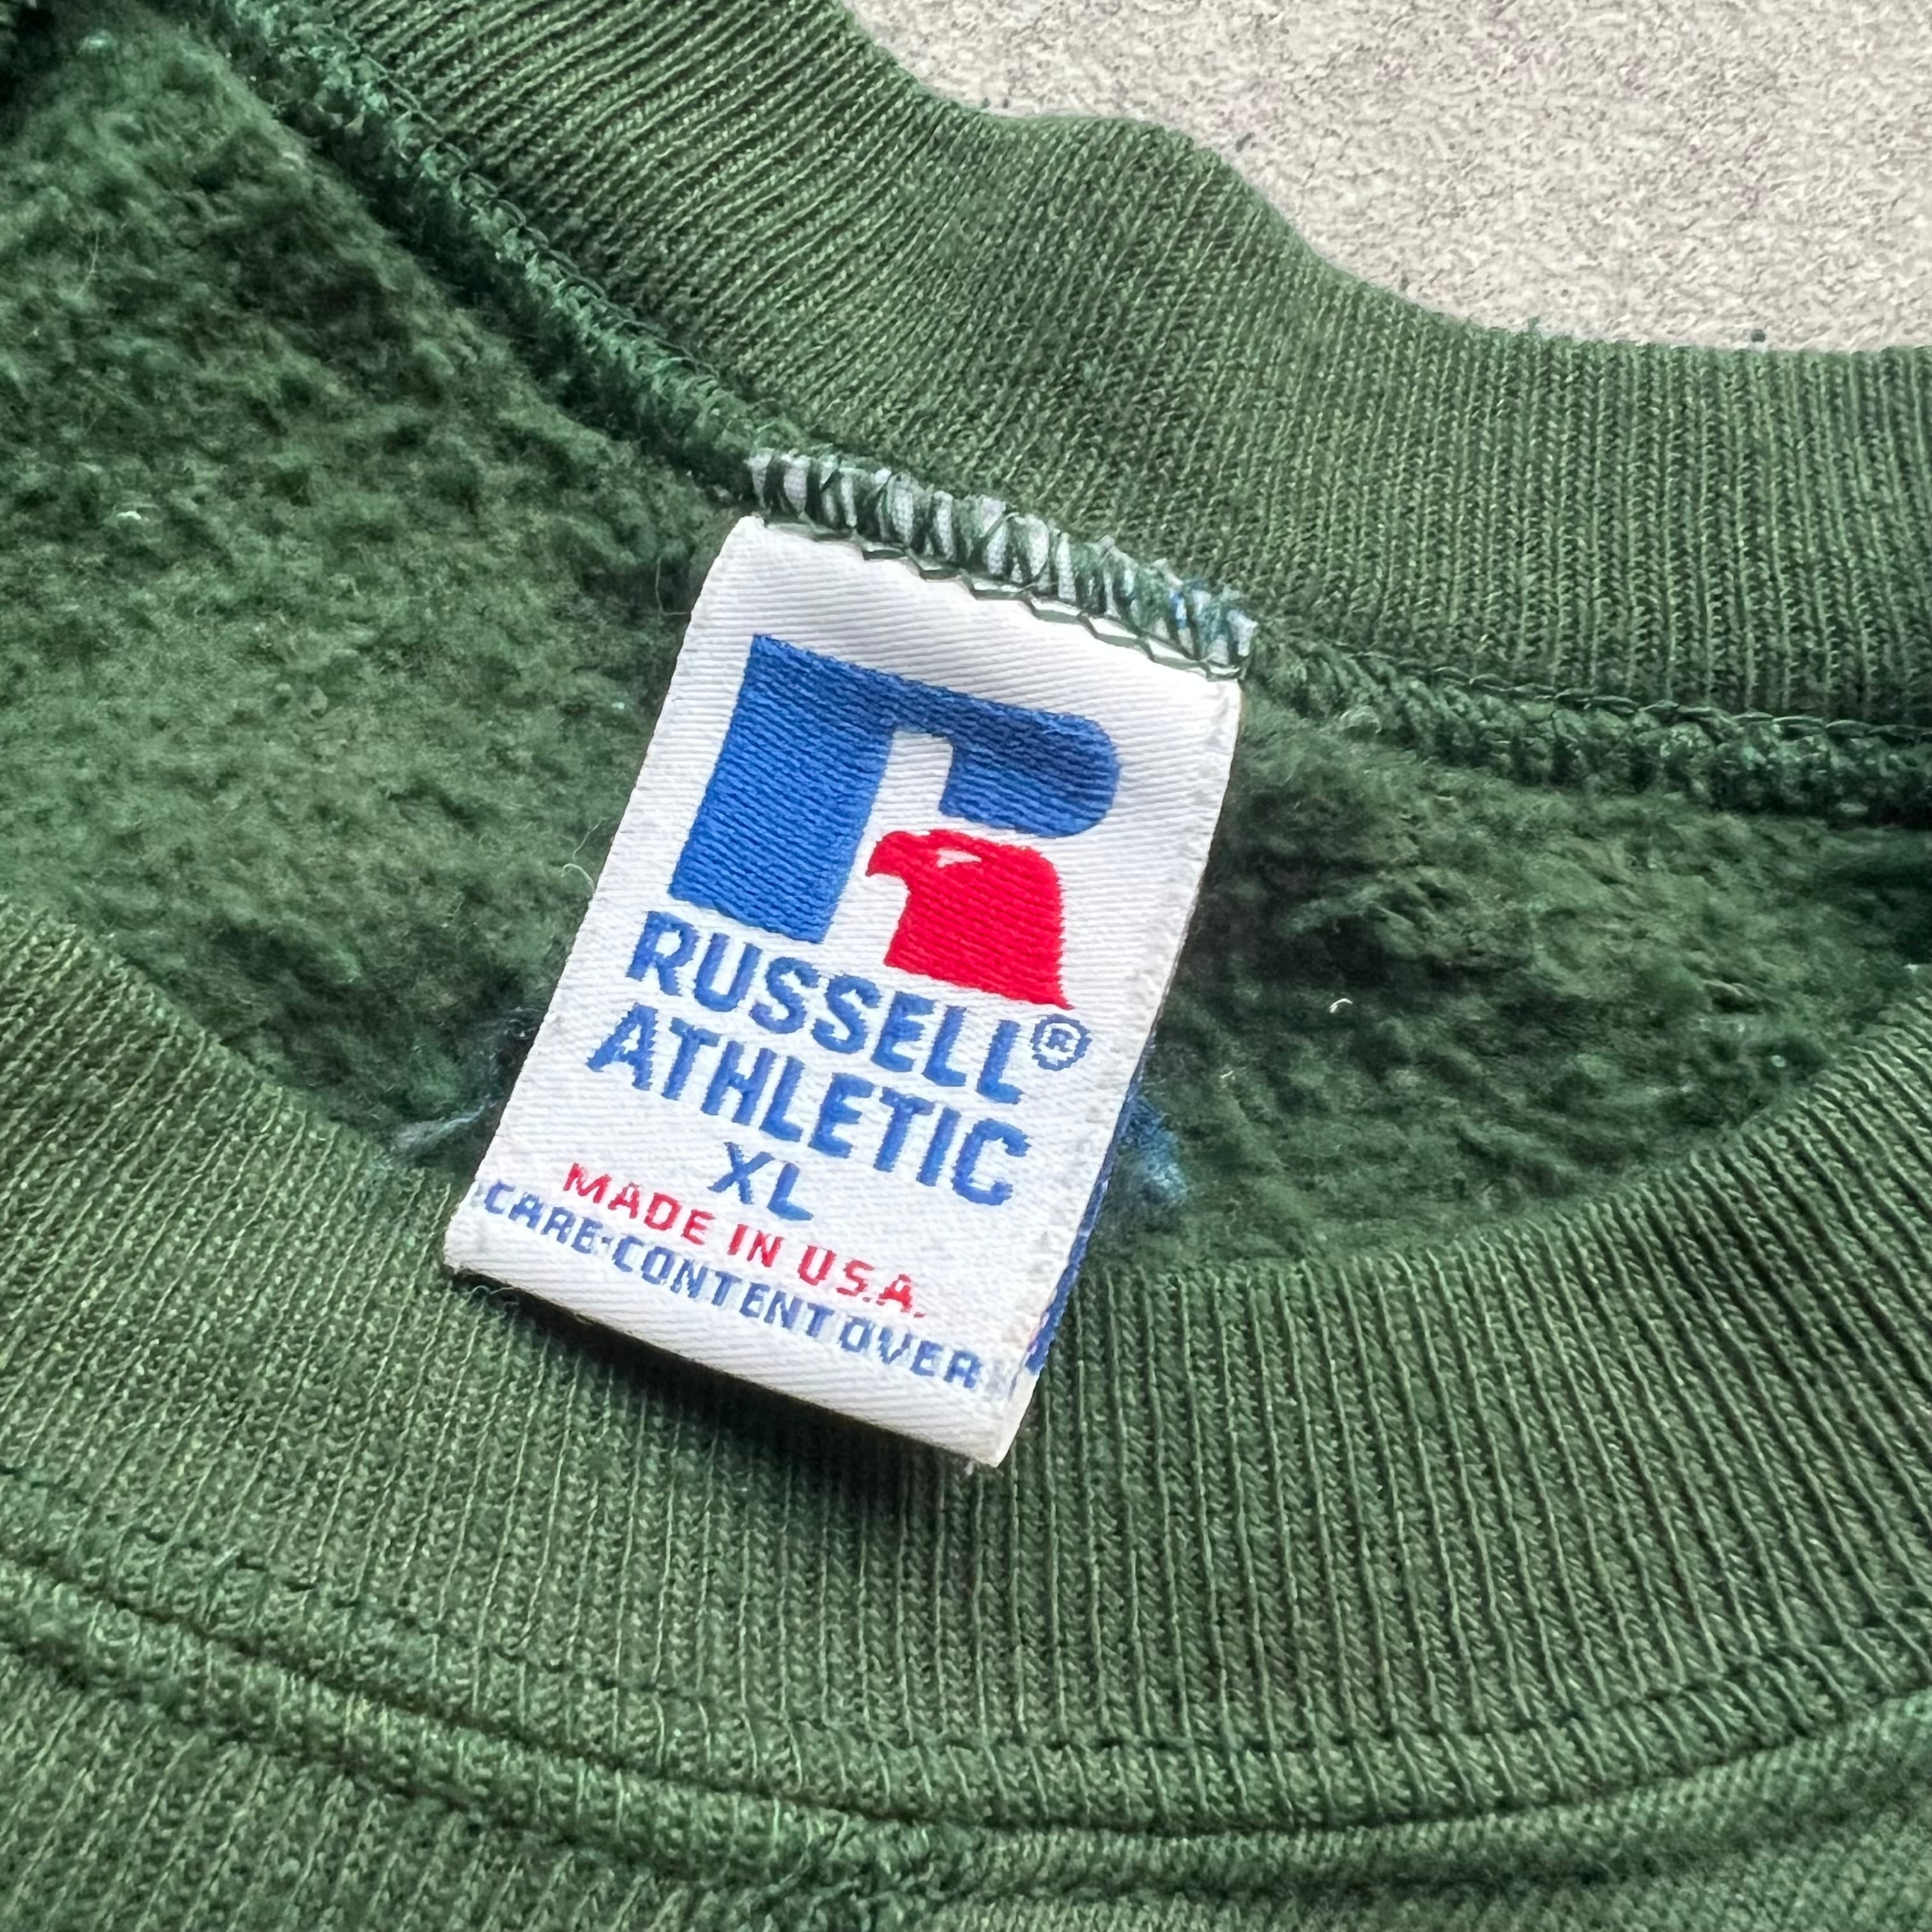 RUSSELL®
ATHLETIC
XL
MADE IN U.S.A.
CARE·CONTENT OVER